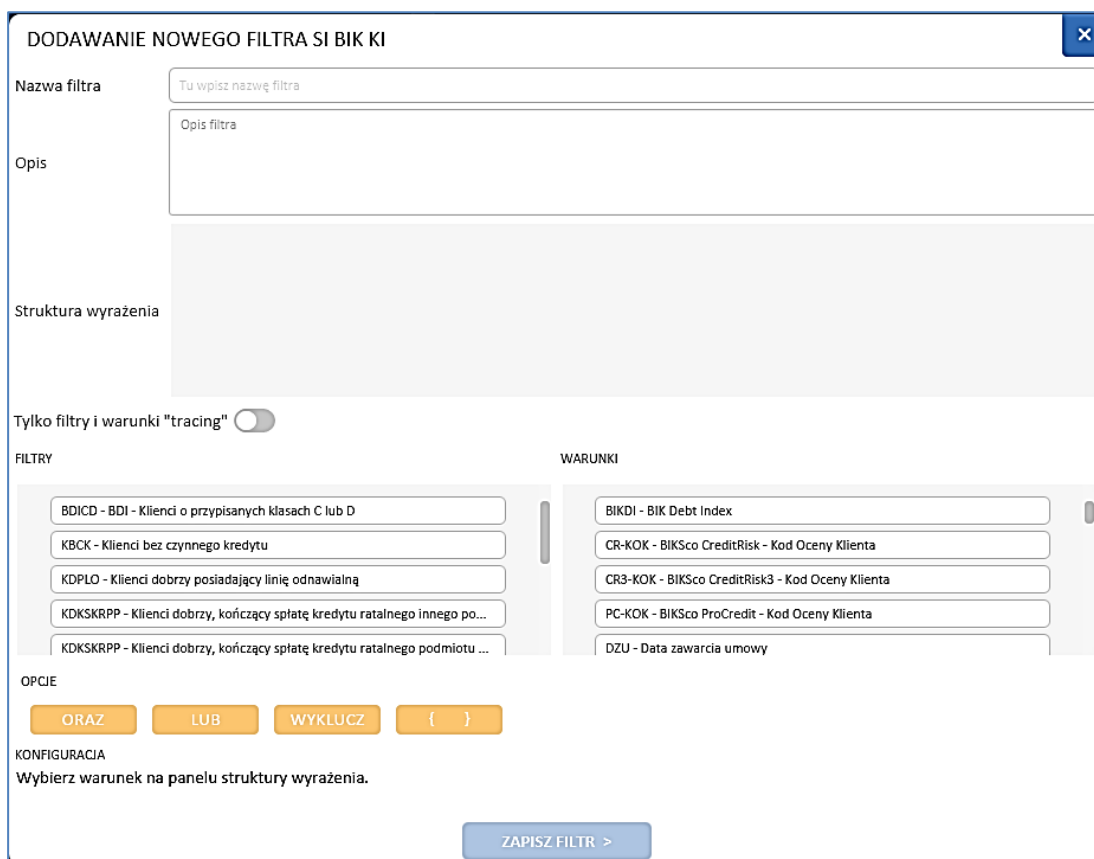 DODAWANIE NOWEGO FILTRA SI BIK KI
×
Nazwa filtra
Tu wpisz nazwę filtra
Opis
Opis filtra
Struktura wyrażenia
Tylko filtry i warunki "tracing"
FILTRY
BDICD - BDI - Klienci o przypisanych klasach C lub D
KBCK - Klienci bez czynnego kredytu
KDPLO - Klienci dobrzy posiadający linię odnawialną
KDKSKRPP - Klienci dobrzy, kończący spłatę kredytu ratalnego innego po...
KDKSKRPP - Klienci dobrzy, kończący spłatę kredytu ratalnego podmiotu ...
WARUNKI
BIKDI - BIK Debt Index
CR-KOK - BIKSco CreditRisk - Kod Oceny Klienta
CR3-KOK - BIKSco CreditRisk3 - Kod Oceny Klienta
PC-KOK - BIKSco ProCredit - Kod Oceny Klienta
DZU - Data zawarcia umowy
OPCJE
ORAZ
LUB
WYKLUCZ
{ }
KONFIGURACJA
Wybierz warunek na panelu struktury wyrażenia.
ZAPISZ FILTR >